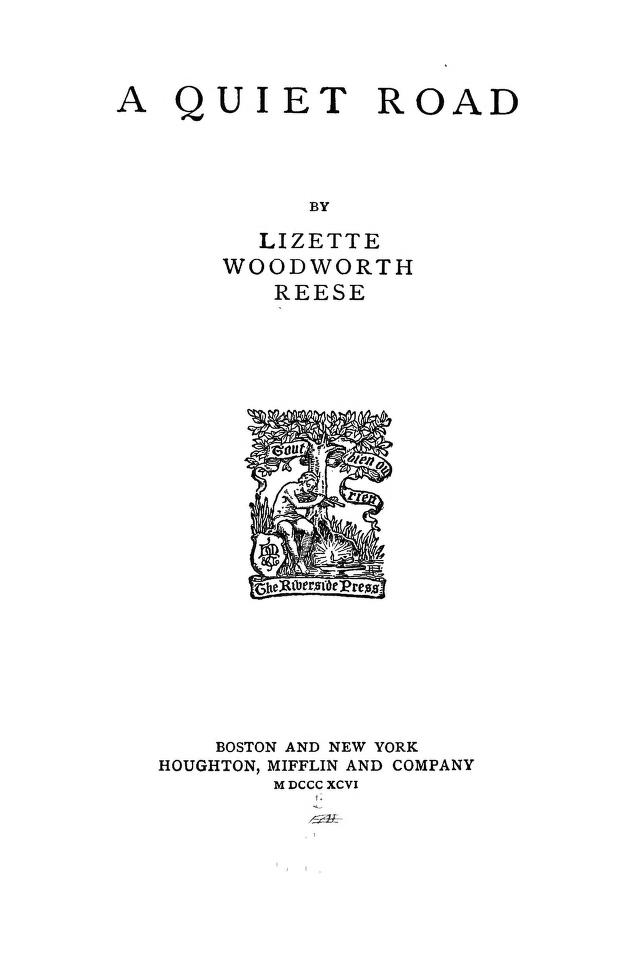 A QUIET ROAD
BY
LIZETTE
WOODWORTH
REESE
Tout bien ou
rien
The Riverside Press
BOSTON AND NEW YORK
HOUGHTON, MIFFLIN AND COMPANY
M DCCC XCVI